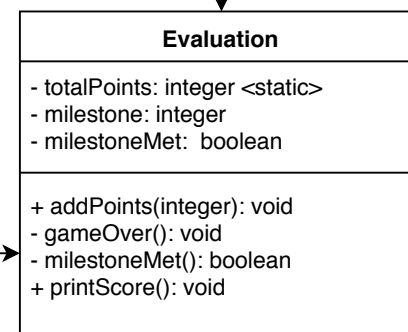 Evaluation
- totalPoints: integer <static>
- milestone: integer
- milestoneMet: boolean
+ addPoints(integer): void
- gameOver(): void
- milestoneMet(): boolean
+ printScore(): void